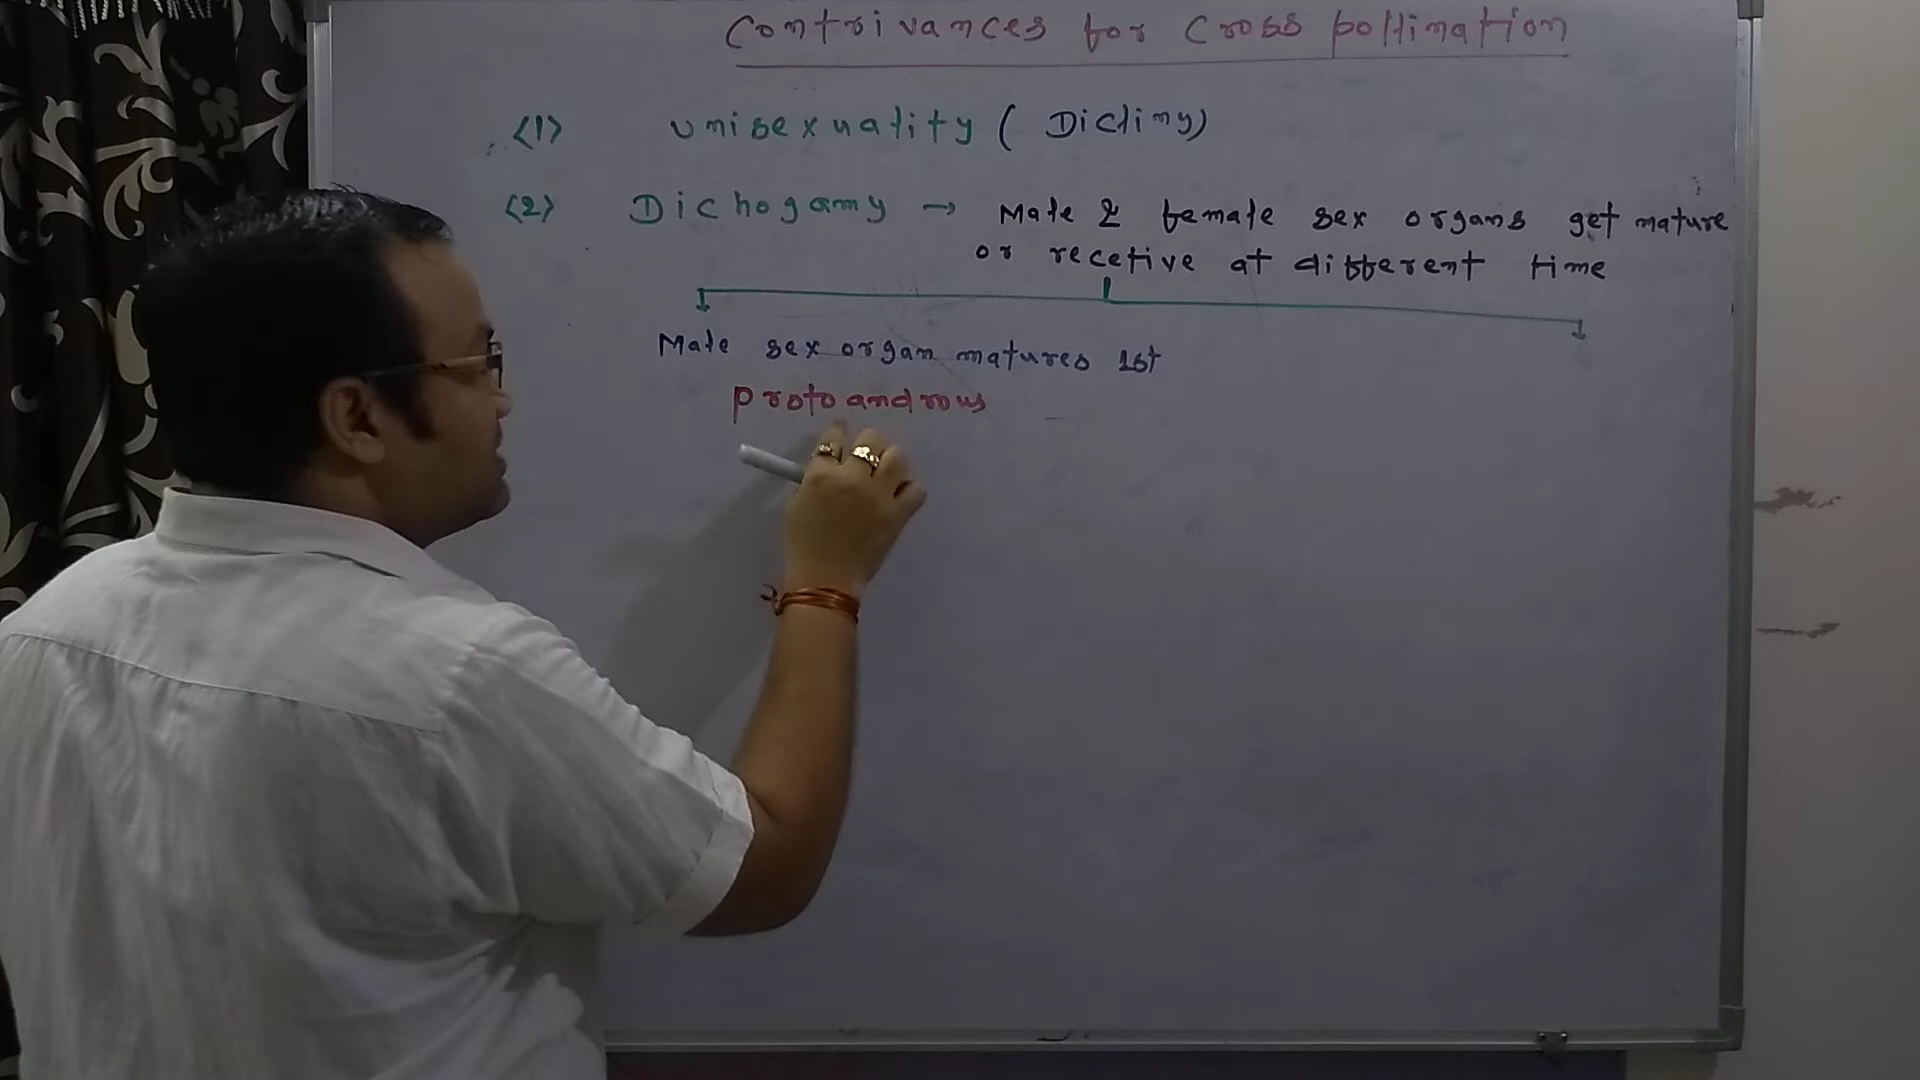 Contrivances for Cross pollination
<1> Unisexuality ( Dicliny)
<2> Dichogamy → Male & female sex organs get mature
or recetive at different time
Male sex organ matures 1st
Protoandrous